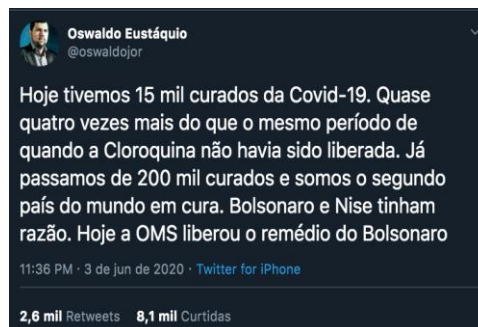 Oswaldo Eustáquio
@oswaldojor
Hoje tivemos 15 mil curados da Covid-19. Quase
quatro vezes mais do que o mesmo período de
quando a Cloroquina não havia sido liberada. Já
passamos de 200 mil curados e somos o segundo
país do mundo em cura. Bolsonaro e Nise tinham
razão. Hoje a OMS liberou o remédio do Bolsonaro
11:36 PM · 3 de jun de 2020 · Twitter for iPhone
2,6 mil Retweets 8,1 mil Curtidas